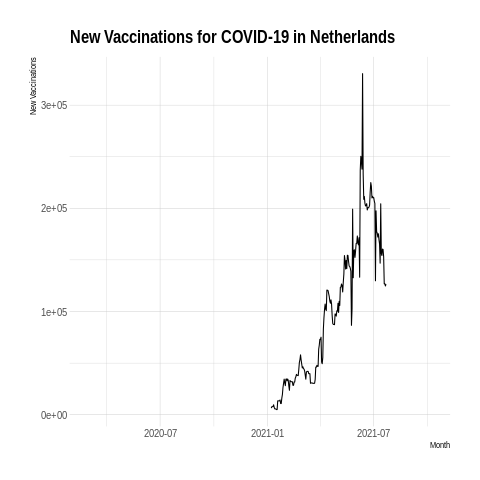 New Vaccinations for COVID-19 in Netherlands
New Vaccinations
3e+05
2e+05
1e+05
0e+00
2020-07 2021-01 2021-07
Month